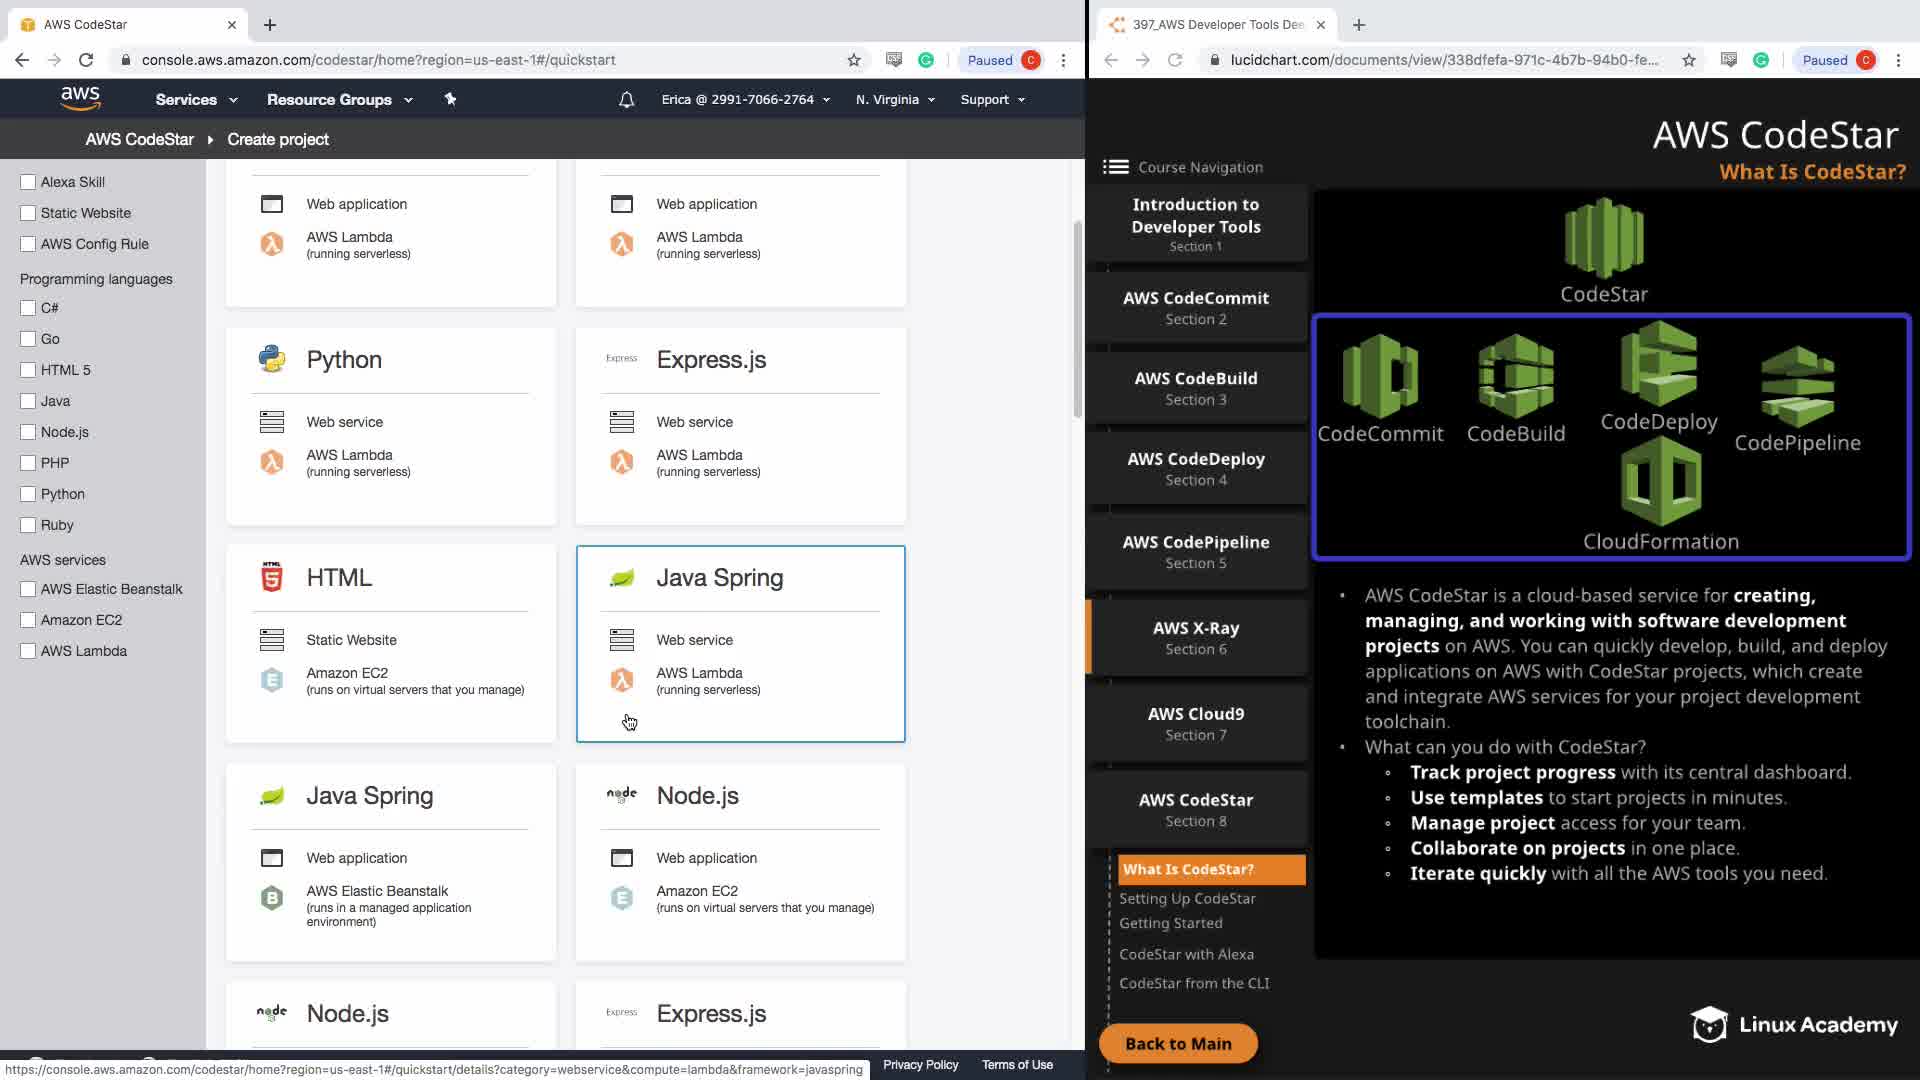 AWS CodeStar
console.aws.amazon.com/codestar/home?region=us-east-1#/quickstart
Paused
C
aws
Services
Resource Groups
Erica @ 2991-7066-2764
N. Virginia
Support
AWS CodeStar
Create project
Alexa Skill
Static Website
AWS Config Rule
Programming languages
C#
Go
HTML 5
Java
Node.js
PHP
Python
Ruby
AWS services
AWS Elastic Beanstalk
Amazon EC2
AWS Lambda
Web application
AWS Lambda
(running serverless)
Web application
AWS Lambda
(running serverless)
Python
Web service
AWS Lambda
(running serverless)
Express
Express.js
Web service
AWS Lambda
(running serverless)
HTML
5
HTML
Static Website
E
Amazon EC2
(runs on virtual servers that you manage)
Java Spring
Web service
AWS Lambda
(running serverless)
Java Spring
Web application
B
AWS Elastic Beanstalk
(runs in a managed application
environment)
node
Node.js
Web application
E
Amazon EC2
(runs on virtual servers that you manage)
node
Node.js
Express
Express.js
https://console.aws.amazon.com/codestar/home?region=us-east-1#/quickstart/details?category=webservice&compute=lambda&framework=javaspring
Privacy Policy
Terms of Use
397_AWS Developer Tools Dee
lucidchart.com/documents/view/338dfefa-971c-4b7b-94b0-fe...
Paused
C
AWS CodeStar
What Is CodeStar?
Course Navigation
Introduction to
Developer Tools
Section 1
AWS CodeCommit
Section 2
AWS CodeBuild
Section 3
AWS CodeDeploy
Section 4
AWS CodePipeline
Section 5
AWS X-Ray
Section 6
AWS Cloud9
Section 7
AWS CodeStar
Section 8
What Is CodeStar?
Setting Up CodeStar
Getting Started
CodeStar with Alexa
CodeStar from the CLI
Back to Main
CodeStar
CodeCommit
CodeBuild
CodeDeploy
CodePipeline
CloudFormation
• AWS CodeStar is a cloud-based service for creating,
managing, and working with software development
projects on AWS. You can quickly develop, build, and deploy
applications on AWS with CodeStar projects, which create
and integrate AWS services for your project development
toolchain.
• What can you do with CodeStar?
◦ Track project progress with its central dashboard.
◦ Use templates to start projects in minutes.
◦ Manage project access for your team.
◦ Collaborate on projects in one place.
◦ Iterate quickly with all the AWS tools you need.
Linux Academy